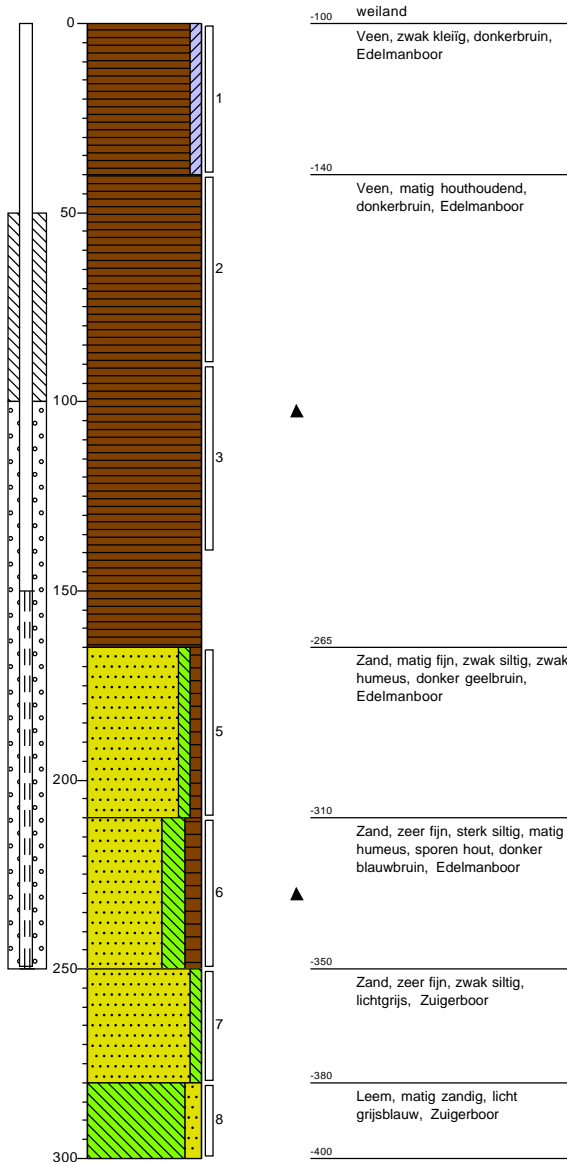 weiland
0
-100
Veen, zwak kleiïg, donkerbruin,
Edelmanboor
1
-140
Veen, matig houthoudend,
donkerbruin, Edelmanboor
50
2
100
3
150
-265
Zand, matig fijn, zwak siltig, zwak
humeus, donker geelbruin,
Edelmanboor
5
200
-310
Zand, zeer fijn, sterk siltig, matig
humeus, sporen hout, donker
blauwbruin, Edelmanboor
6
250
-350
Zand, zeer fijn, zwak siltig,
lichtgrijs, Zuigerboor
7
-380
Leem, matig zandig, licht
grijsblauw, Zuigerboor
8
300
-400